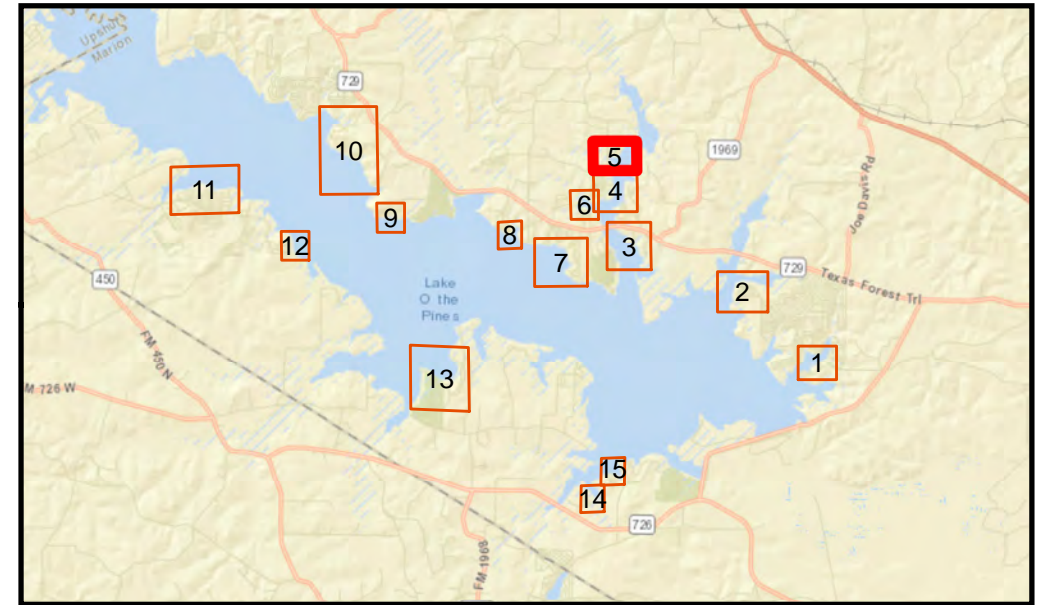 Upshur
Marion
729
10
5
1969
4
11
6
9
Joe Davis Rd
12
8
3
7
729
450
Lake
O the
Pines
2
Texas Forest Trl
FM 450 N
1
13
M 726 W
15
14
726
FM 1968